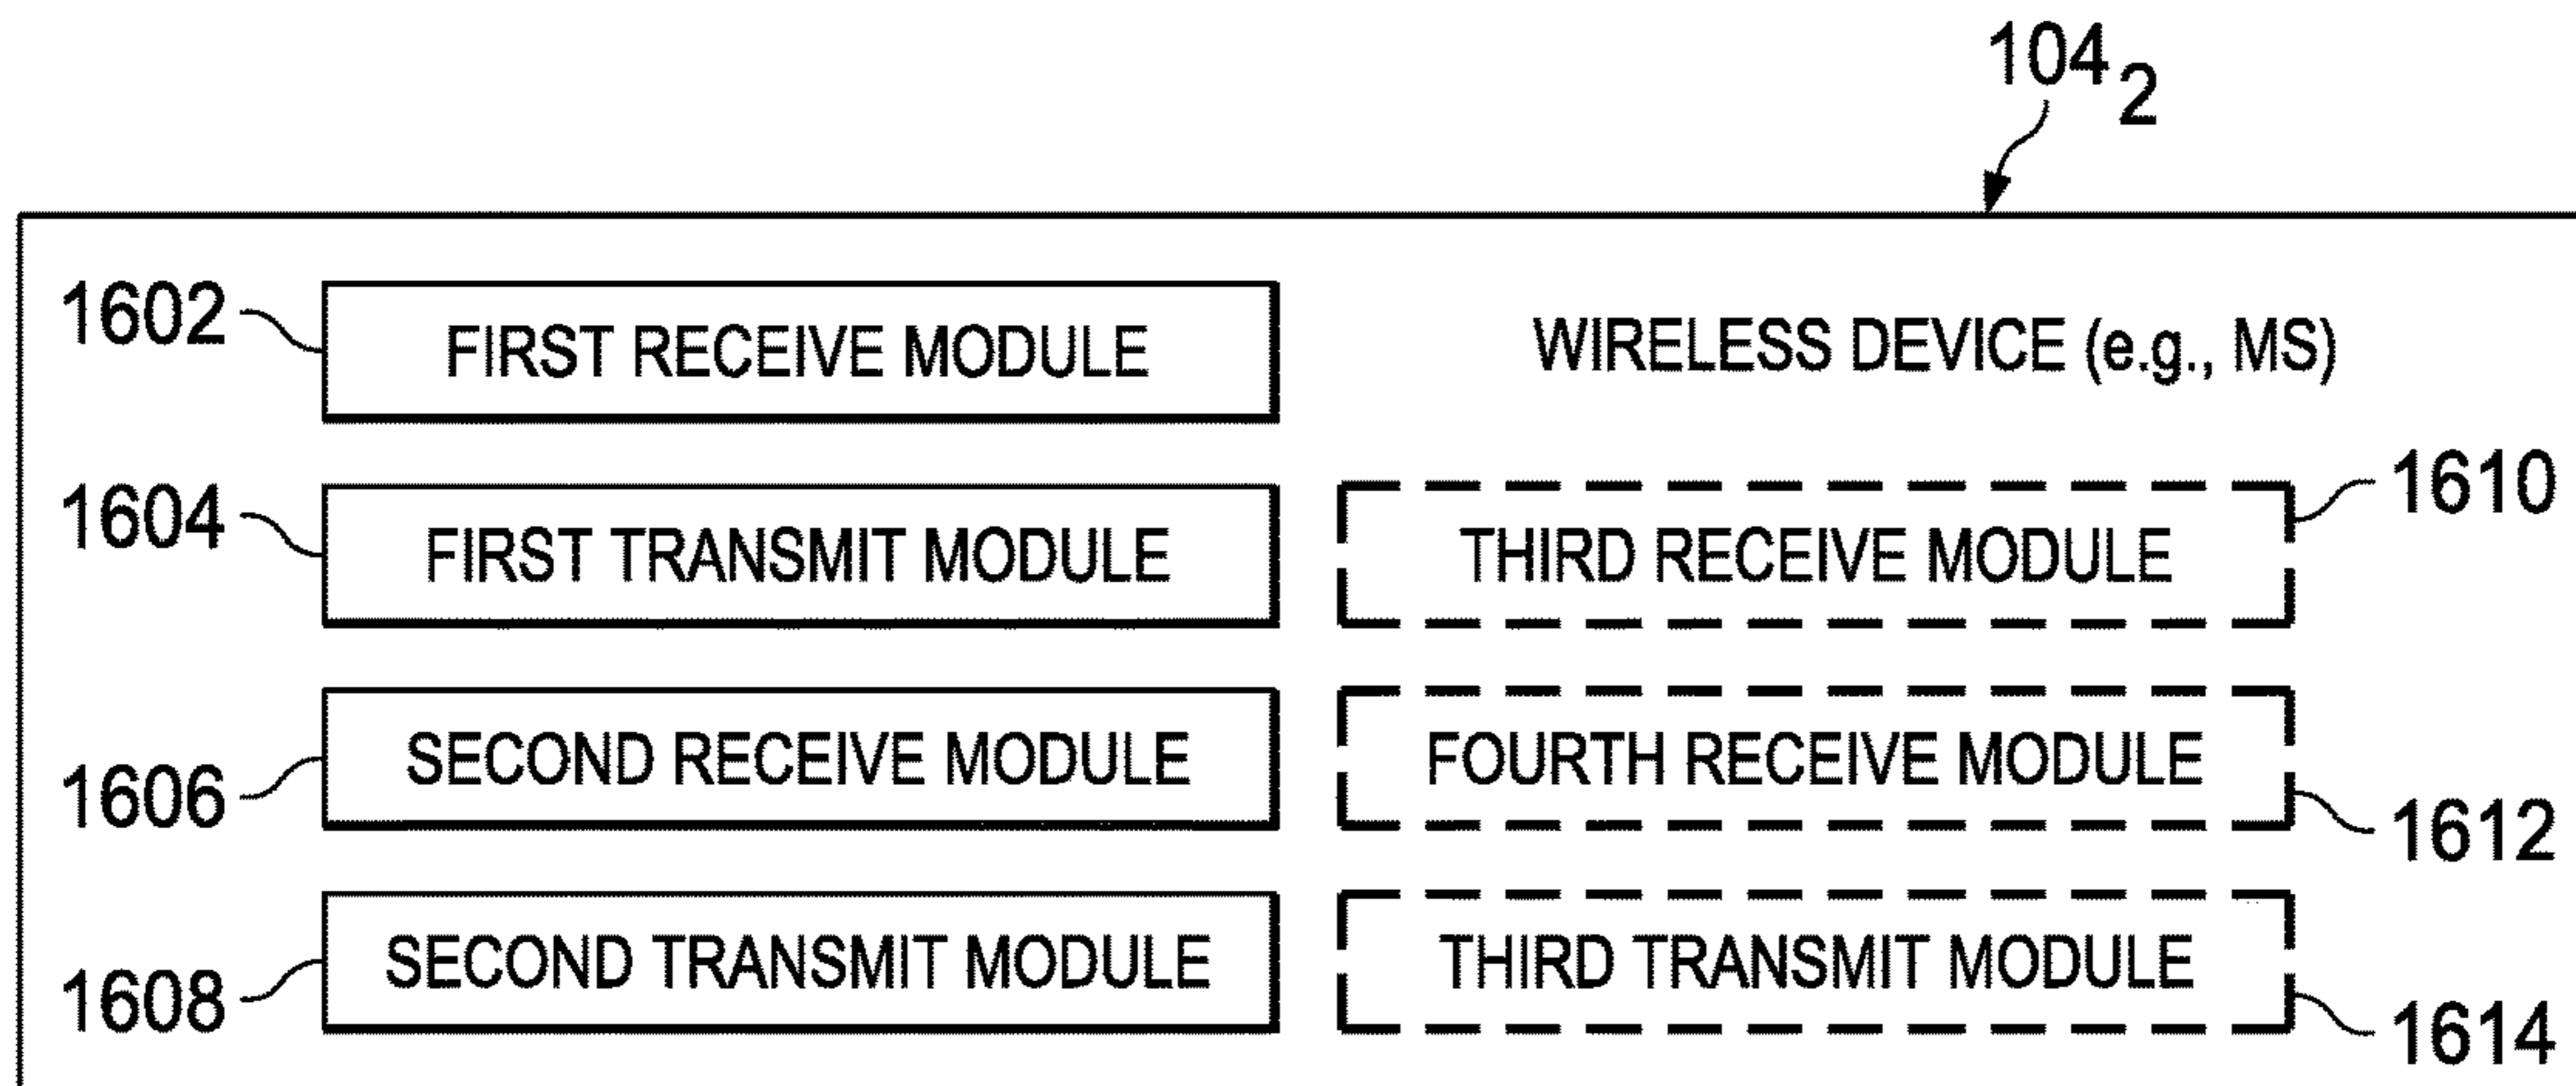 104₂
1602
FIRST RECEIVE MODULE
WIRELESS DEVICE (e.g., MS)
1604
FIRST TRANSMIT MODULE
THIRD RECEIVE MODULE
1610
1606
SECOND RECEIVE MODULE
FOURTH RECEIVE MODULE
1612
1608
SECOND TRANSMIT MODULE
THIRD TRANSMIT MODULE
1614